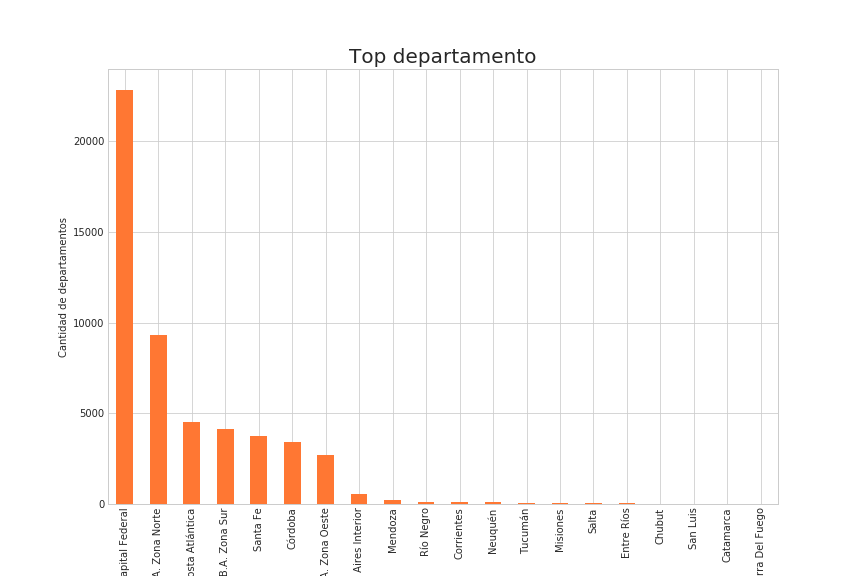 Top departamento
Cantidad de departamentos
20000
15000
10000
5000
0
apital Federal
A. Zona Norte
osta Atlántica
B.A. Zona Sur
Santa Fe
Córdoba
A. Zona Oeste
Aires Interior
Mendoza
Río Negro
Corrientes
Neuquén
Tucumán
Misiones
Salta
Entre Ríos
Chubut
San Luis
Catamarca
rra Del Fuego